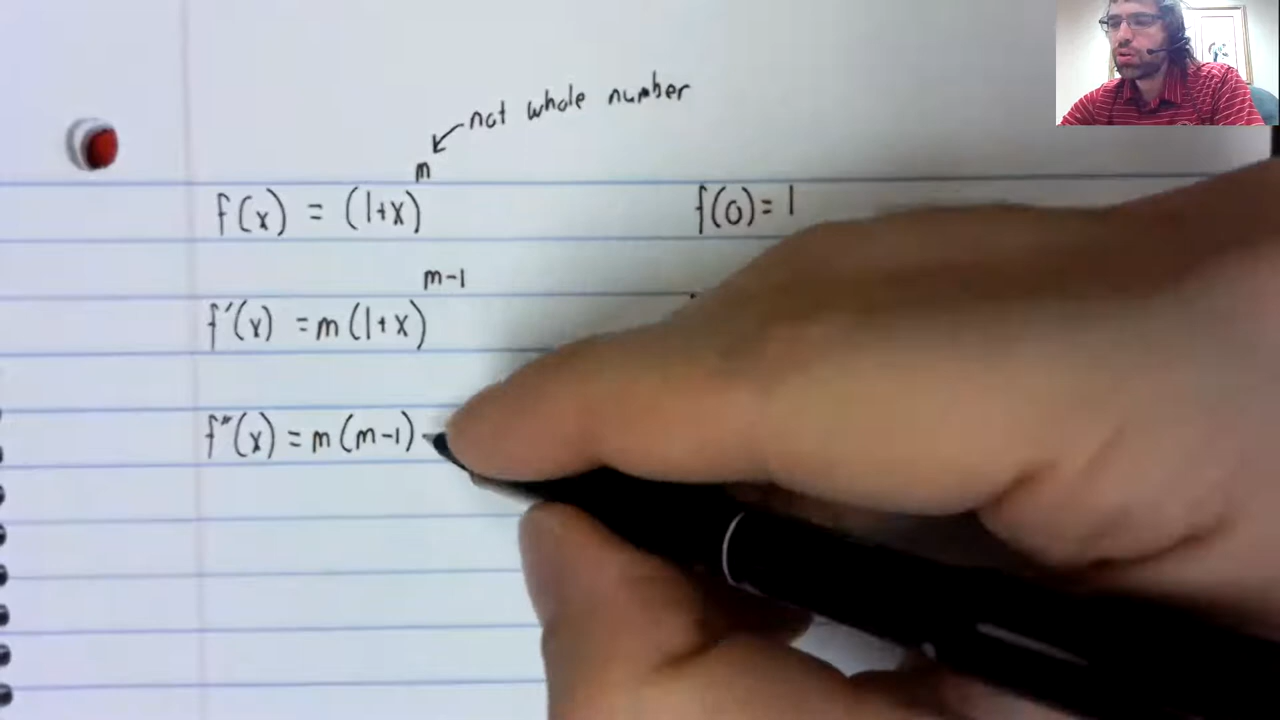 not whole number
f(x) = (1+x)^m f(0) = 1
f'(x) = m(1+x)^{m-1}
f"(x) = m(m-1)